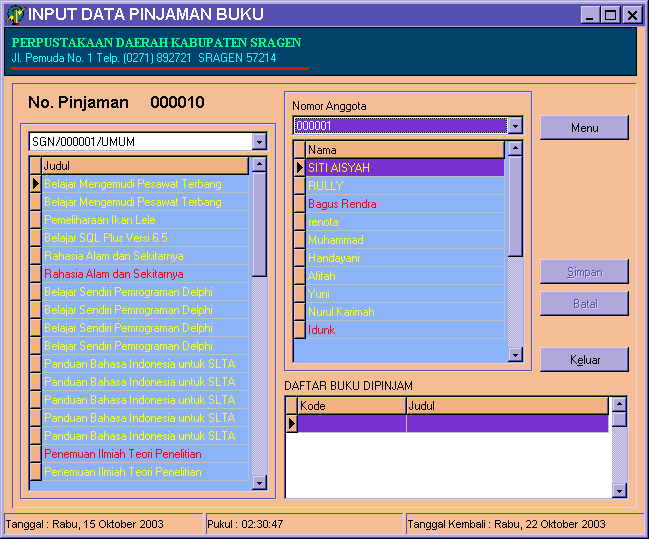 INPUT DATA PINJAMAN BUKU
PERPUSTAKAAN DAERAH KABUPATEN SRAGEN
Jl. Pemuda No. 1 Telp. (0271) 892721 SRAGEN 57214
No. Pinjaman 000010
SGN/000001/UMUM
Judul
Belajar Mengemudi Pesawat Terbang
Belajar Mengemudi Pesawat Terbang
Pemeliharaan Ikan Lele
Belajar SQL Plus Versi 6.5
Rahasia Alam dan Sekitarnya
Rahasia Alam dan Sekitarnya
Belajar Sendiri Pemrograman Delphi
Belajar Sendiri Pemrograman Delphi
Belajar Sendiri Pemrograman Delphi
Belajar Sendiri Pemrograman Delphi
Panduan Bahasa Indonesia untuk SLTA
Panduan Bahasa Indonesia untuk SLTA
Panduan Bahasa Indonesia untuk SLTA
Panduan Bahasa Indonesia untuk SLTA
Panduan Bahasa Indonesia untuk SLTA
Penemuan Ilmiah Teori Penelitian
Penemuan Ilmiah Teori Penelitian
Nomor Anggota
000001
Nama
SITI AISYAH
RULLY
Bagus Rendra
renota
Muhammad
Handayani
Afifah
Yuni
Nurul Karimah
Idunk
Menu
Simpan
Batal
Keluar
DAFTAR BUKU DIPINJAM
Kode Judul
Tanggal : Rabu, 15 Oktober 2003 Pukul : 02:30:47 Tanggal Kembali : Rabu, 22 Oktober 2003